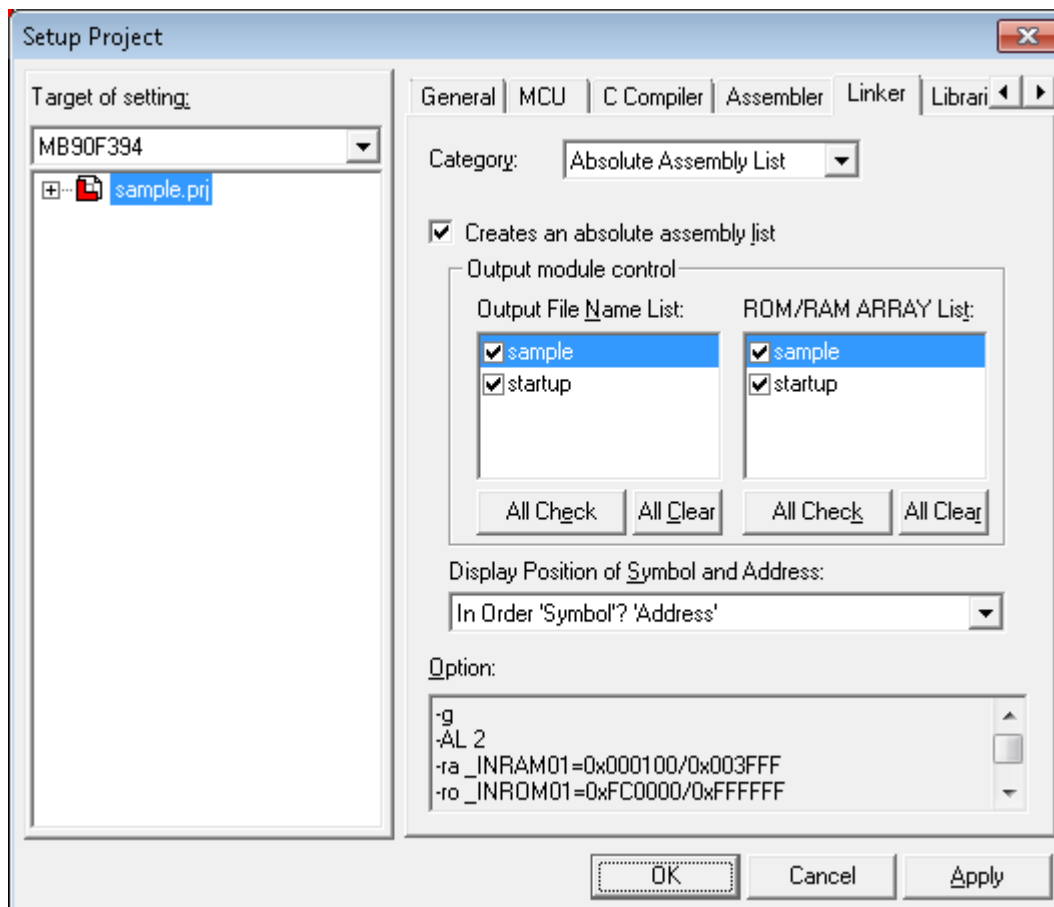 Setup Project
Target of setting:
MB90F394
sample.prj
General MCU C Compiler Assembler Linker Librari
Category: Absolute Assembly List
Creates an absolute assembly list
Output module control
Output File Name List: ROM/RAM ARRAY List:
sample sample
startup startup
All Check All Clear All Check All Clear
Display Position of Symbol and Address:
In Order 'Symbol'? 'Address'
Option:
-g
-AL 2
-ra _INRAM01=0x000100/0x003FFF
-ro _INROM01=0xFC0000/0xFFFFFF
OK Cancel Apply